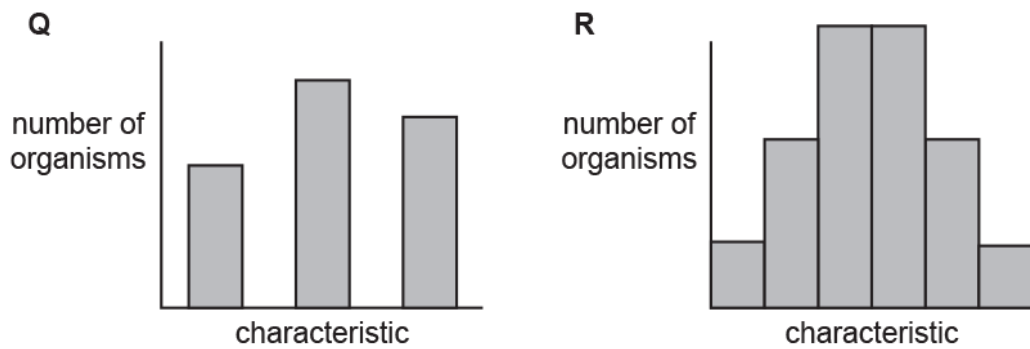 Q
number of
organisms
characteristic
R
number of
organisms
characteristic